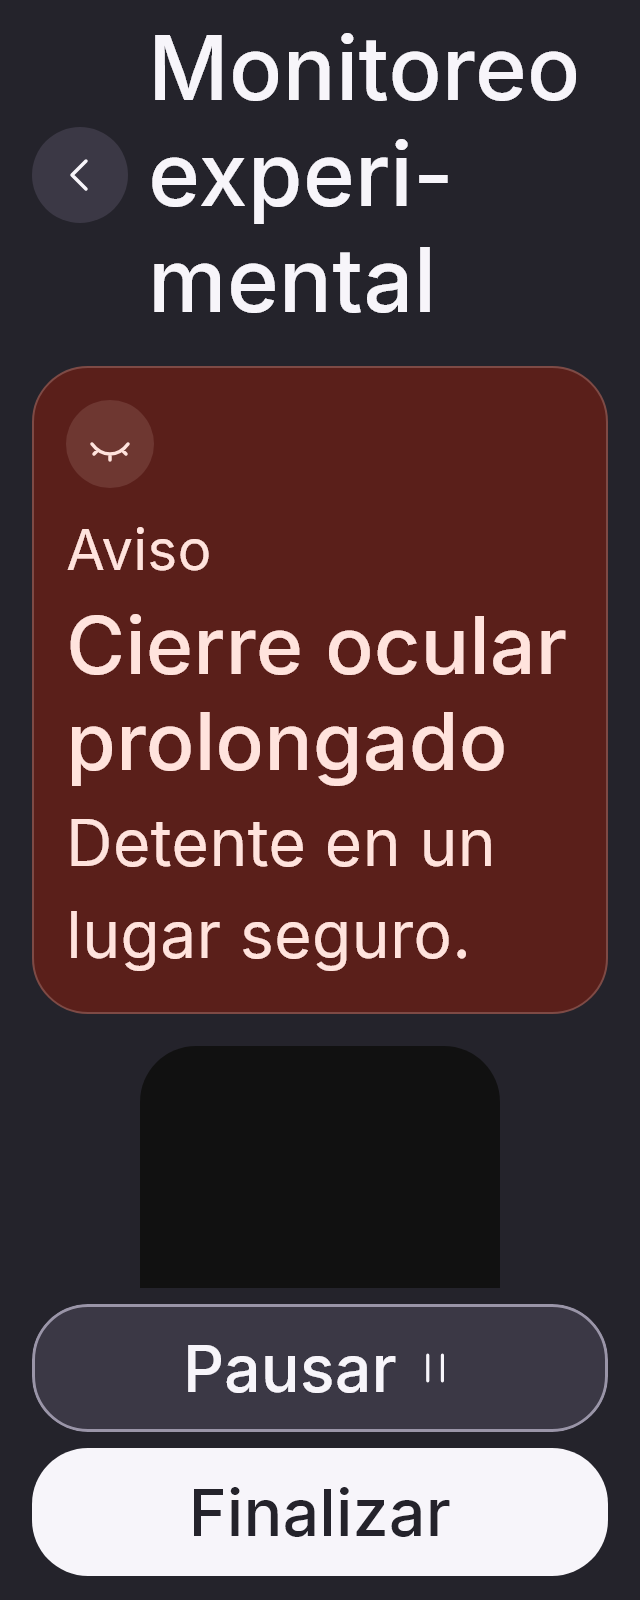 Monitoreo
experi-
mental
Aviso
Cierre ocular
prolongado
Detente en un
lugar seguro.
Pausar
Finalizar